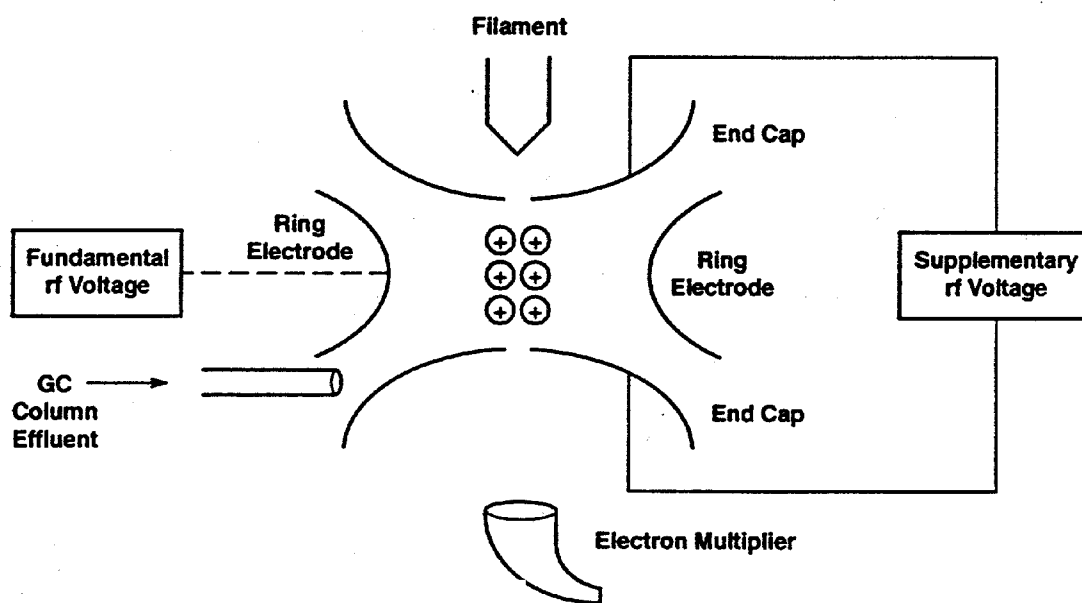 Filament
End Cap
Ring
Electrode
Fundamental
rf Voltage
Ring
Electrode
Supplementary
rf Voltage
GC
Column
Effluent
End Cap
Electron Multiplier
+ +
+ +
+ +